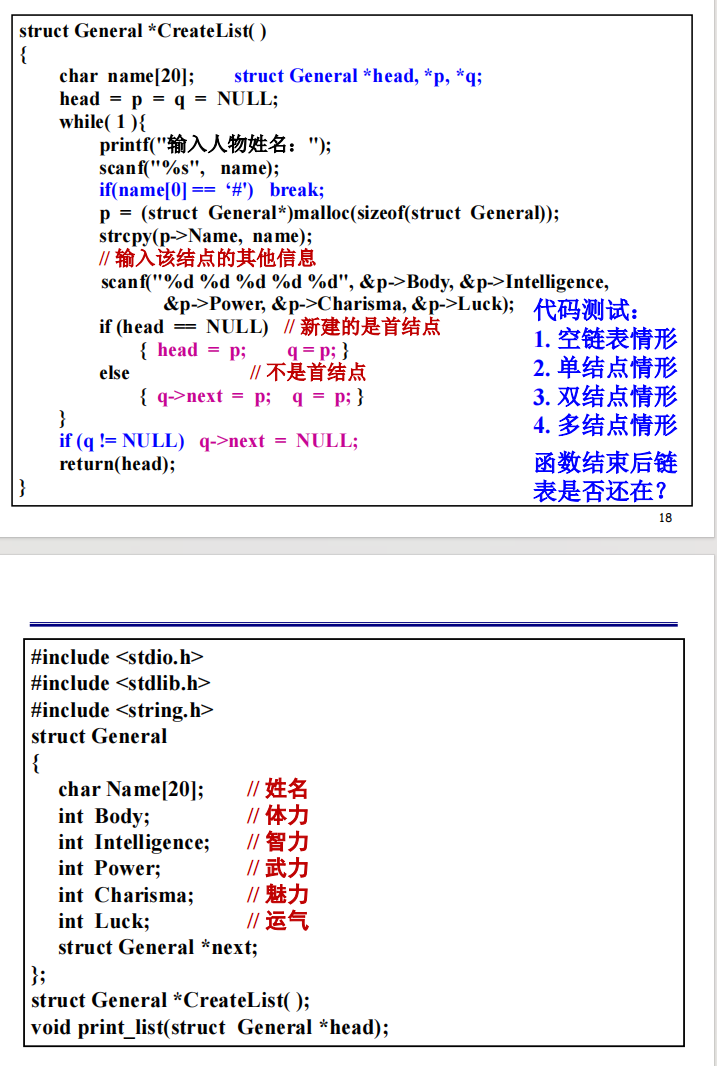 struct General *CreateList( )
{
char name[20]; struct General *head, *p, *q;
head = p = q = NULL;
while( 1 ){
printf("输入人物姓名：");
scanf("%s", name);
if(name[0] == ‘#') break;
p = (struct General*)malloc(sizeof(struct General));
strcpy(p->Name, name);
// 输入该结点的其他信息
scanf("%d %d %d %d %d", &p->Body, &p->Intelligence,
&p->Power, &p->Charisma, &p->Luck);
if (head == NULL) // 新建的是首结点
{ head = p; q = p; }
else // 不是首结点
{ q->next = p; q = p; }
}
if (q != NULL) q->next = NULL;
return(head);
}
代码测试：
1. 空链表情形
2. 单结点情形
3. 双结点情形
4. 多结点情形
函数结束后链
表是否还在？
18
#include <stdio.h>
#include <stdlib.h>
#include <string.h>
struct General
{
char Name[20]; // 姓名
int Body; // 体力
int Intelligence; // 智力
int Power; // 武力
int Charisma; // 魅力
int Luck; // 运气
struct General *next;
};
struct General *CreateList( );
void print_list(struct General *head);